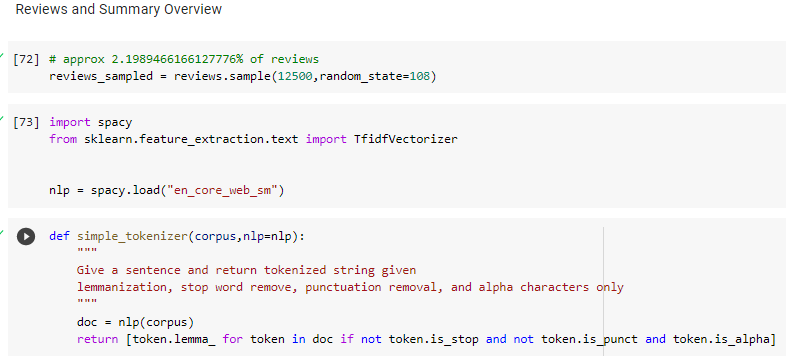 Reviews and Summary Overview
[72] # approx 2.1989466166127776% of reviews
reviews_sampled = reviews.sample(12500,random_state=108)
[73] import spacy
from sklearn.feature_extraction.text import TfidfVectorizer
nlp = spacy.load("en_core_web_sm")
def simple_tokenizer(corpus,nlp=nlp):
"""
Give a sentence and return tokenized string given
lemmanization, stop word remove, punctuation removal, and alpha characters only
"""
doc = nlp(corpus)
return [token.lemma_ for token in doc if not token.is_stop and not token.is_punct and token.is_alpha]